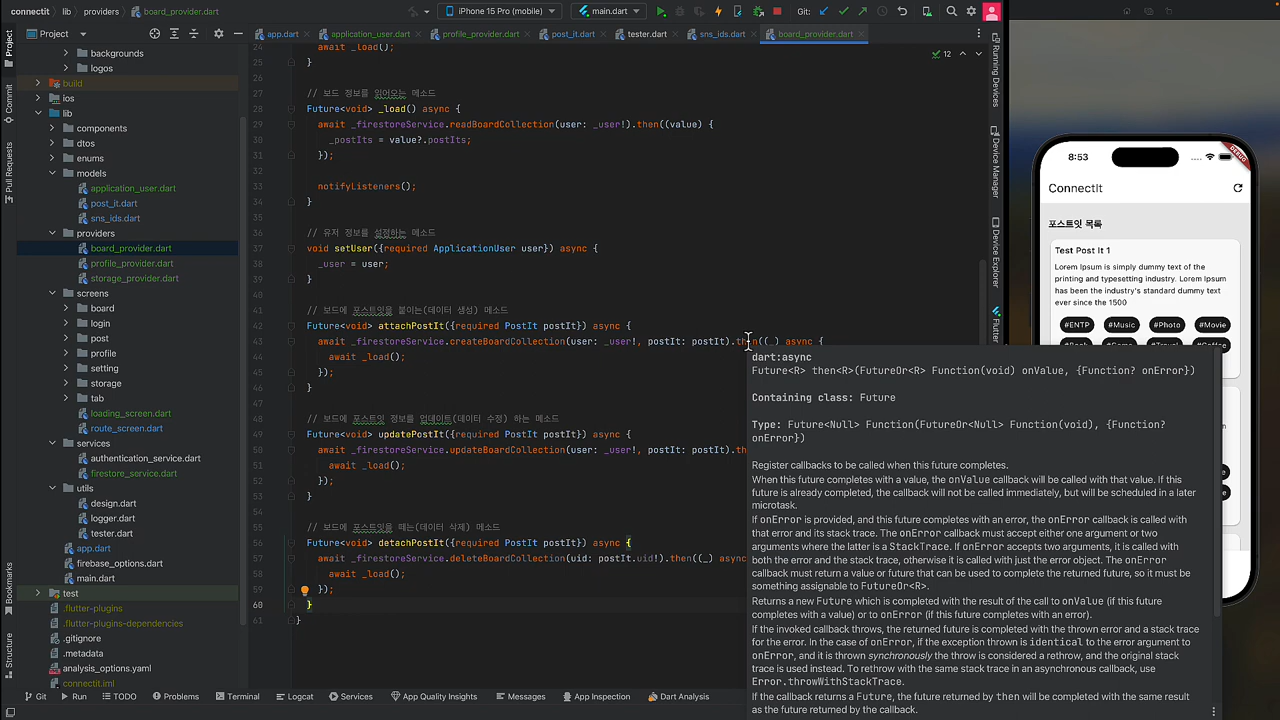 connectit lib providers board_provider.dart
iPhone 15 Pro (mobile) main.dart Git:
Project
app.dart application_user.dart profile_provider.dart post_it.dart tester.dart sns_ids.dart board_provider.dart
backgrounds
logos
build
ios
lib
components
dtos
enums
models
application_user.dart
post_it.dart
sns_ids.dart
providers
board_provider.dart
profile_provider.dart
storage_provider.dart
screens
board
login
post
profile
setting
storage
tab
loading_screen.dart
route_screen.dart
services
authentication_service.dart
firestore_service.dart
utils
design.dart
logger.dart
tester.dart
app.dart
firebase_options.dart
main.dart
test
.flutter-plugins
.flutter-plugins-dependencies
.gitignore
.metadata
analysis_options.yaml
connectit.iml
Project
Commit
Pull Requests
Bookmarks
Structure
12
24 await _load();
25 }
26
27 // 보드 정보를 읽어오는 메소드
28 Future<void> _load() async {
29 await _firestoreService.readBoardCollection(user: _user!).then((value) {
30 _postIts = value?.postIts;
31 });
32
33 notifyListeners();
34 }
35
36 // 유저 정보를 설정하는 메소드
37 void setUser({required ApplicationUser user}) async {
38 _user = user;
39 }
40
41 // 보드에 포스트잇을 붙이는(데이터 생성) 메소드
42 Future<void> attachPostIt({required PostIt postIt}) async {
43 await _firestoreService.createBoardCollection(user: _user!, postIt: postIt).then((_) async {
44 await _load();
45 });
46 }
47
48 // 보드에 포스트잇 정보를 업데이트(데이터 수정) 하는 메소드
49 Future<void> updatePostIt({required PostIt postIt}) async {
50 await _firestoreService.updateBoardCollection(user: _user!, postIt: postIt).th
51 await _load();
52 });
53 }
54
55 // 보드에 포스트잇을 떼는(데이터 삭제) 메소드
56 Future<void> detachPostIt({required PostIt postIt}) async {
57 await _firestoreService.deleteBoardCollection(uid: postIt.uid!).then((_) async
58 await _load();
59 });
60 }
61 }
dart:async
Future<R> then<R>(FutureOr<R> Function(void) onValue, {Function? onError})
Containing class: Future
Type: Future<Null> Function(FutureOr<Null> Function(void), {Function?
onError})
Register callbacks to be called when this future completes.
When this future completes with a value, the onValue callback will be called with that value. If this
future is already completed, the callback will not be called immediately, but will be scheduled in a later
microtask.
If onError is provided, and this future completes with an error, the onError callback is called with
that error and its stack trace. The onError callback must accept either one argument or two
arguments where the latter is a StackTrace. If onError accepts two arguments, it is called with
both the error and the stack trace, otherwise it is called with just the error object. The onError
callback must return a value or future that can be used to complete the returned future, so it must be
something assignable to FutureOr<R>.
Returns a new Future which is completed with the result of the call to onValue (if this future
completes with a value) or to onError (if this future completes with an error).
If the invoked callback throws, the returned future is completed with the thrown error and a stack trace
for the error. In the case of onError, if the exception thrown is identical to the error argument to
onError, and it is thrown synchronously the throw is considered a rethrow, and the original stack
trace is used instead. To rethrow with the same stack trace in an asynchronous callback, use
Error.throwWithStackTrace.
If the callback returns a Future, the future returned by then will be completed with the same result
as the future returned by the callback.
Running Devices
Device Manager
Device Explorer
Flutter
8:53
DEBUG
ConnectIt
포스트잇 목록
Test Post It 1
Lorem Ipsum is simply dummy text of the
printing and typesetting industry. Lorem Ipsum
has been the industry's standard dummy text
ever since the 1500
#ENTP #Music #Photo #Movie
Git Run TODO Problems Terminal Logcat Services App Quality Insights Messages App Inspection Dart Analysis